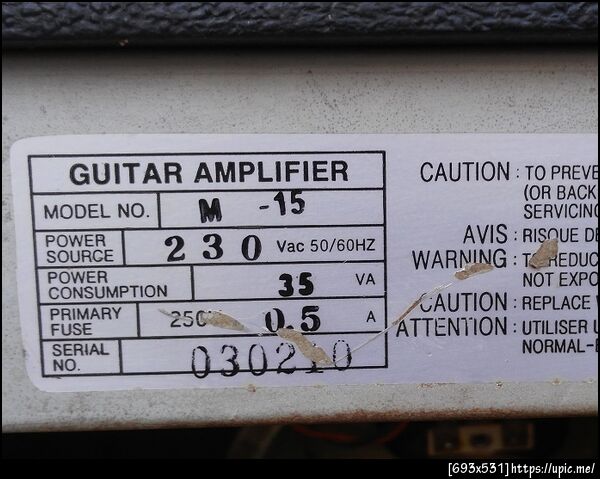 GUITAR AMPLIFIER
MODEL NO. M -15
POWER SOURCE 230 Vac 50/60HZ
POWER CONSUMPTION 35 VA
PRIMARY FUSE 250V 0.5 A
SERIAL NO. 030210
CAUTION : TO PREVE
(OR BACK
SERVICING
AVIS : RISQUE DE
WARNING : TO REDUC
NOT EXPO
CAUTION : REPLACE W
ATTENTION : UTILISER U
NORMAL-E
[693x531]https://upic.me/